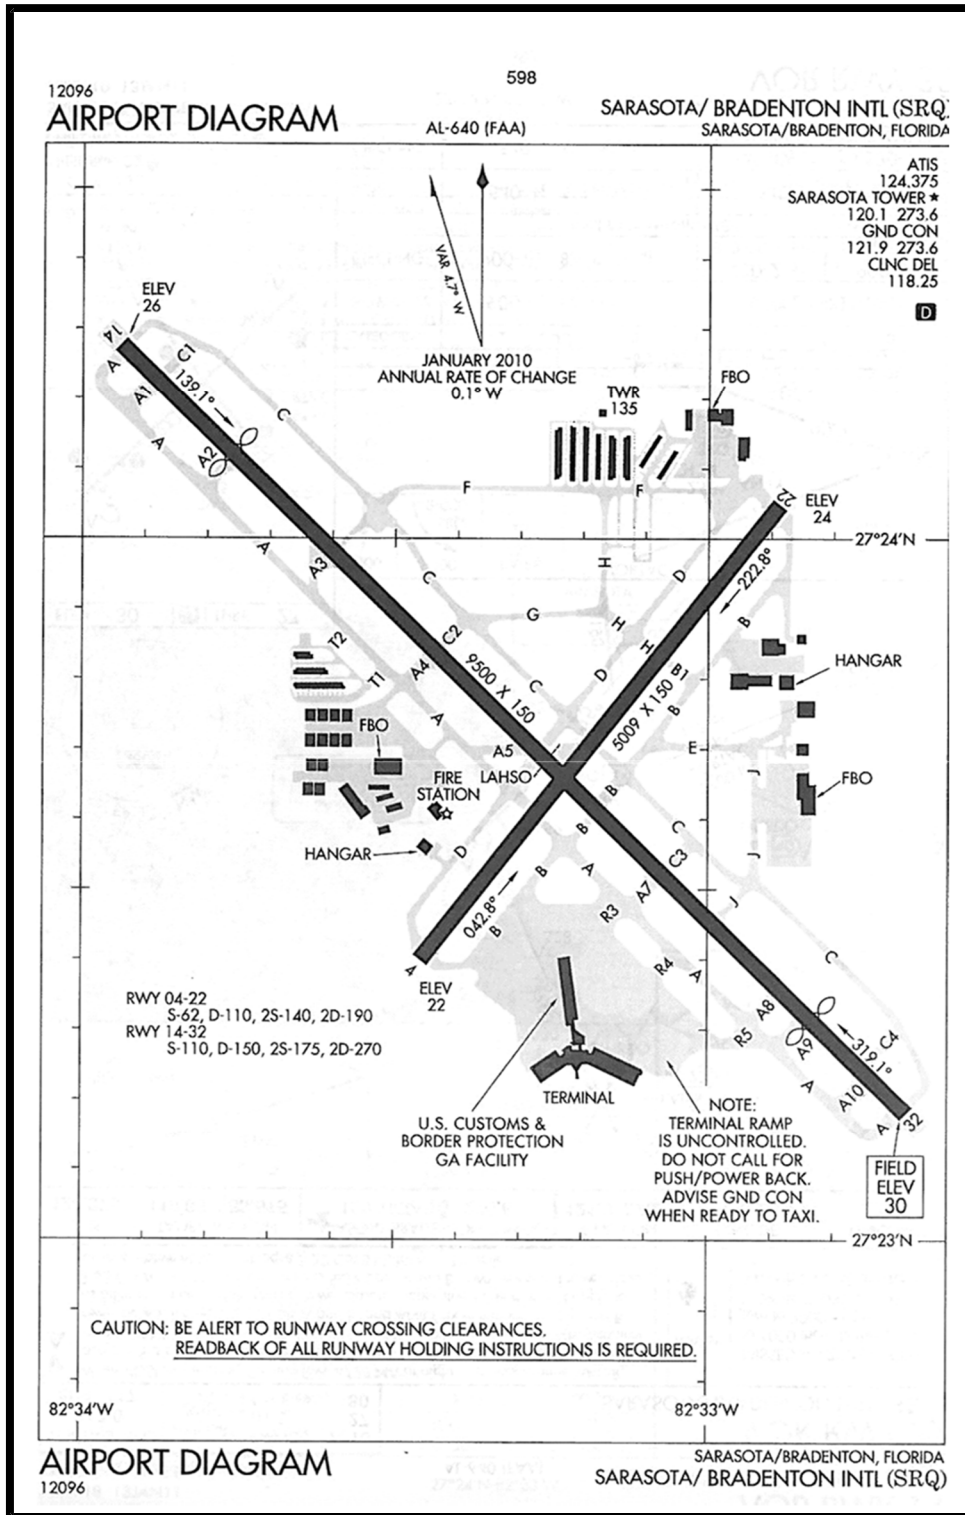 598
12096
AIRPORT DIAGRAM
AL-640 (FAA)
SARASOTA/ BRADENTON INTL (SRQ)
SARASOTA/BRADENTON, FLORIDA
ATIS
124.375
SARASOTA TOWER ★
120.1 273.6
GND CON
121.9 273.6
CLNC DEL
118.25
D
VAR 4.7° W
JANUARY 2010
ANNUAL RATE OF CHANGE
0.1° W
ELEV
26
14
A
A1
C1
139.1°
C
A
A2
TWR
135
FBO
F
F
22
ELEV
24
27°24'N
A
A3
C
H
D
222.8°
G
H
H
B
C2
T2
T1
A4
9500 X 150
C
D
B1
HANGAR
A
5009 X 150
B
FBO
A5
LAHSO
E
J
FBO
FIRE
STATION
B
B
C
HANGAR
D
B
A
C3
J
A7
R3
J
042.8°
B
4
ELEV
22
R4
A
C
RWY 04-22
S-62, D-110, 2S-140, 2D-190
RWY 14-32
S-110, D-150, 2S-175, 2D-270
A8
R5
A9
C4
319.1°
A
A10
A
32
TERMINAL
U.S. CUSTOMS &
BORDER PROTECTION
GA FACILITY
NOTE:
TERMINAL RAMP
IS UNCONTROLLED.
DO NOT CALL FOR
PUSH/POWER BACK.
ADVISE GND CON
WHEN READY TO TAXI.
FIELD
ELEV
30
27°23'N
CAUTION: BE ALERT TO RUNWAY CROSSING CLEARANCES.
READBACK OF ALL RUNWAY HOLDING INSTRUCTIONS IS REQUIRED.
82°34'W
82°33'W
AIRPORT DIAGRAM
12096
SARASOTA/BRADENTON, FLORIDA
SARASOTA/ BRADENTON INTL (SRQ)